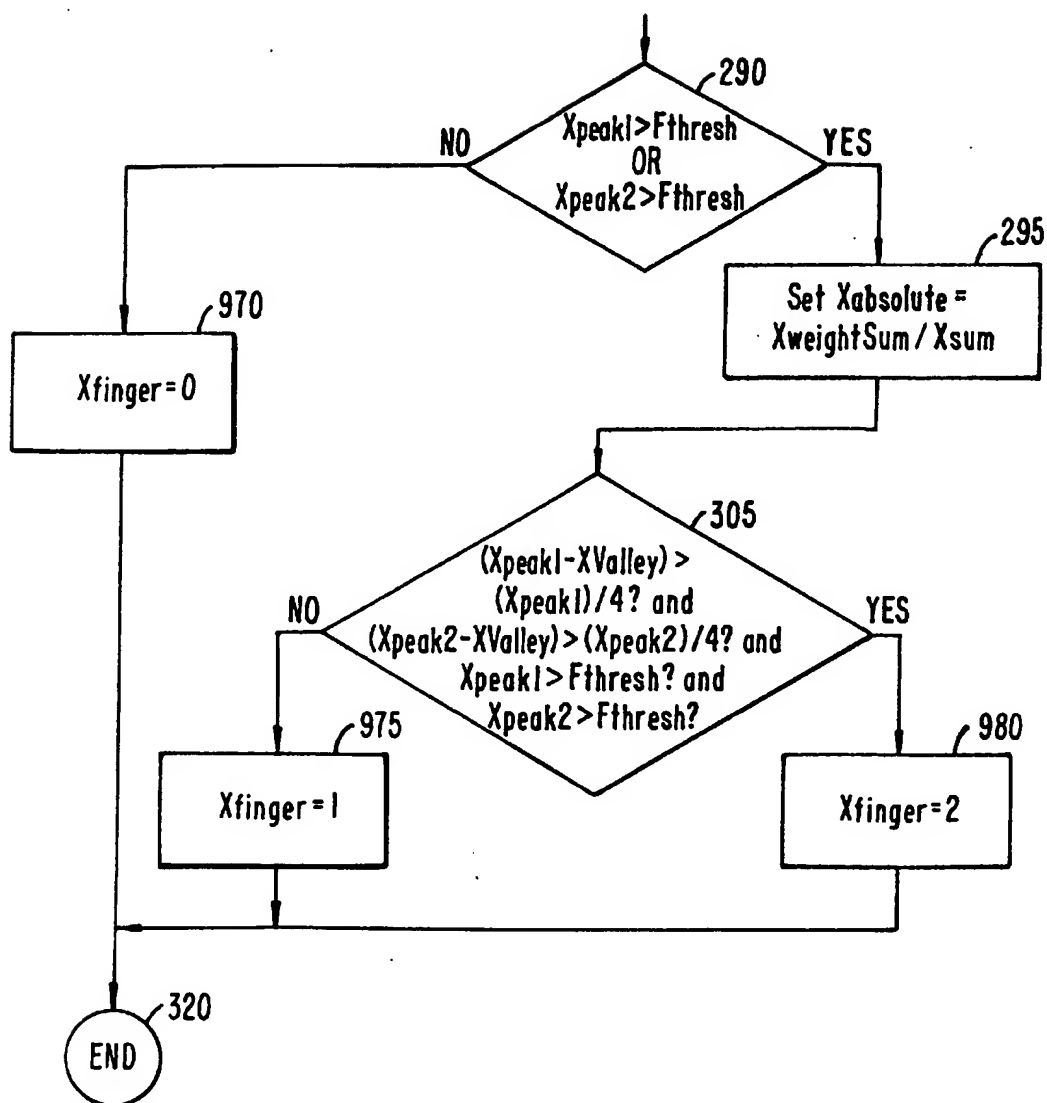 290
Xpeak1>Fthresh
OR
Xpeak2>Fthresh
NO
YES
295
Set Xabsolute=
XweightSum / Xsum
970
Xfinger=0
305
(Xpeak1-XValley) >
(Xpeak1)/4? and
(Xpeak2-XValley)>(Xpeak2)/4? and
Xpeak1>Fthresh? and
Xpeak2>Fthresh?
NO
YES
975
Xfinger=1
980
Xfinger=2
320
END